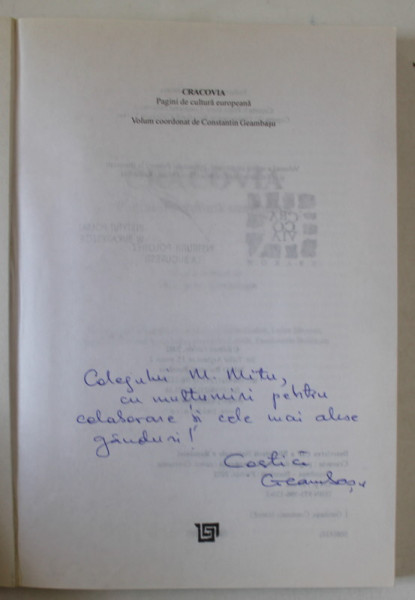 CRACOVIA
Pagini de cultură europeană
Volum coordonat de Constantin Geambașu
Colegului M. Mitu,
cu mulțumiri pentru
colaborare și cele mai alese
gânduri!
Costică
Geambașu